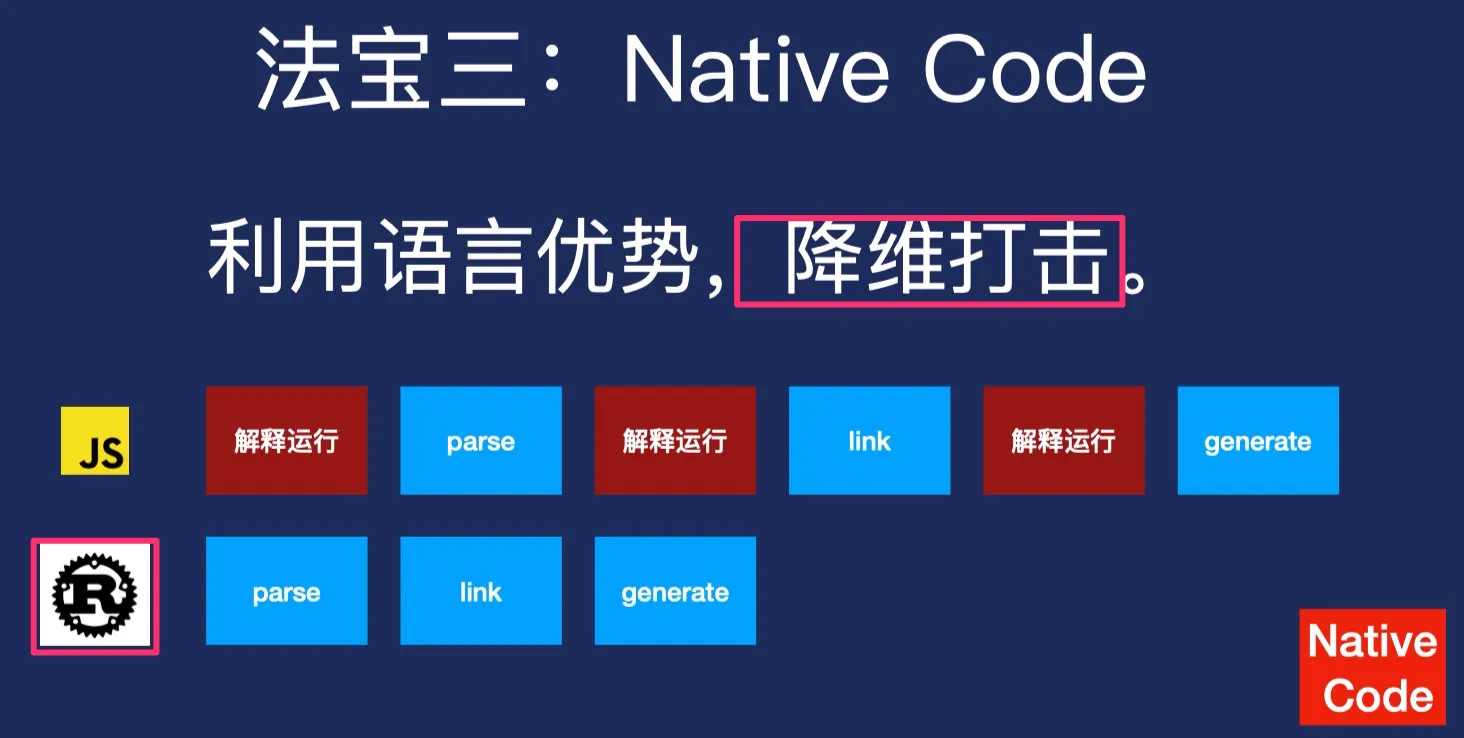 法宝三：Native Code
利用语言优势，降维打击。
JS 解释运行 parse 解释运行 link 解释运行 generate
R parse link generate
Native
Code